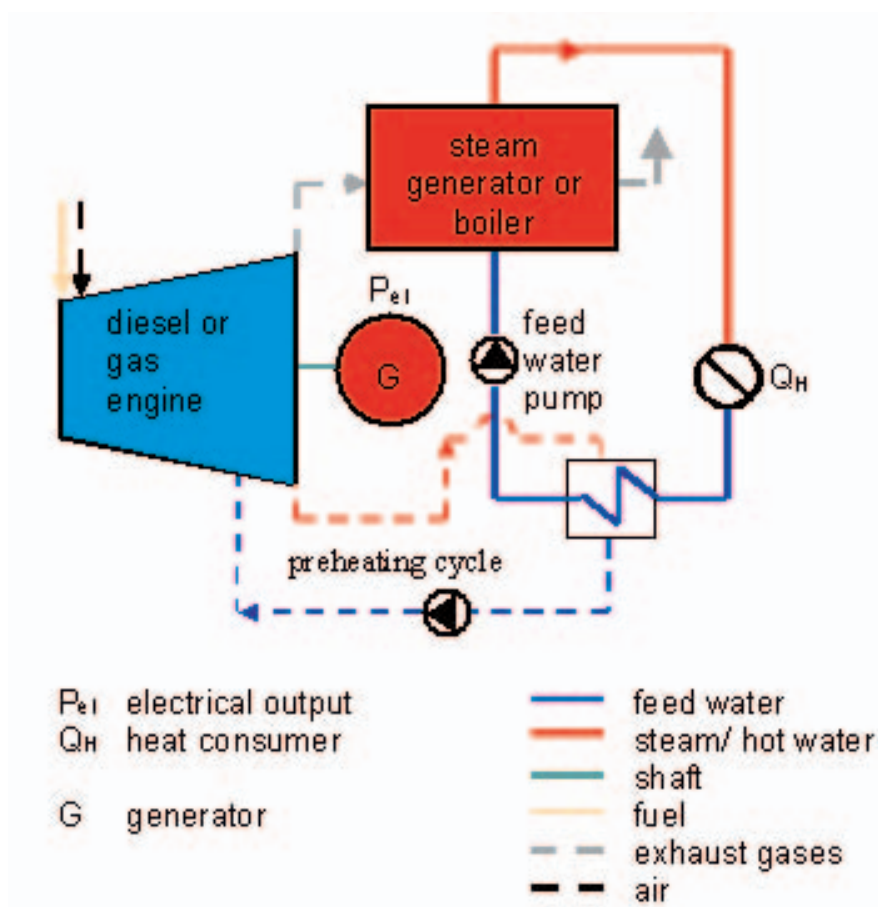 steam
generator or
boiler
diesel or
gas
engine
Pel
G
feed
water
pump
QH
preheating cycle
Pel electrical output
QH heat consumer
G generator
feed water
steam/ hot water
shaft
fuel
exhaust gases
air